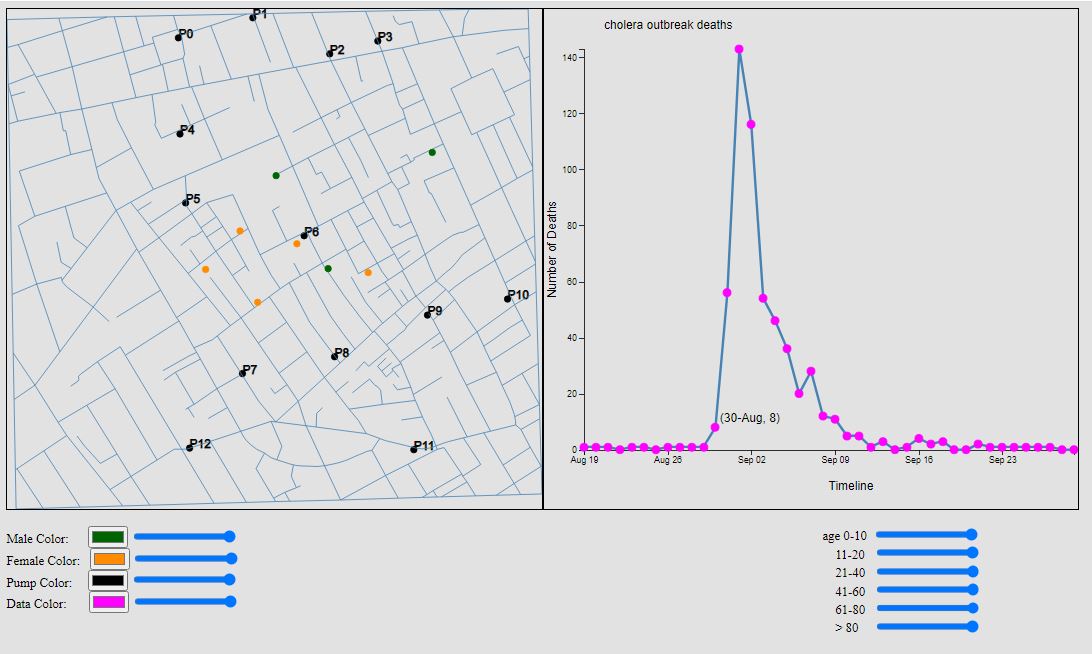 P1
P0
P3
P2
P4
P5
P6
P10
P9
P8
P7
P12
P11
cholera outbreak deaths
Number of Deaths
140
120
100
80
60
40
20
0
(30-Aug, 8)
Aug 19 Aug 26 Sep 02 Sep 09 Sep 16 Sep 23
Timeline
Male Color:
Female Color:
Pump Color:
Data Color:
age 0-10
11-20
21-40
41-60
61-80
> 80